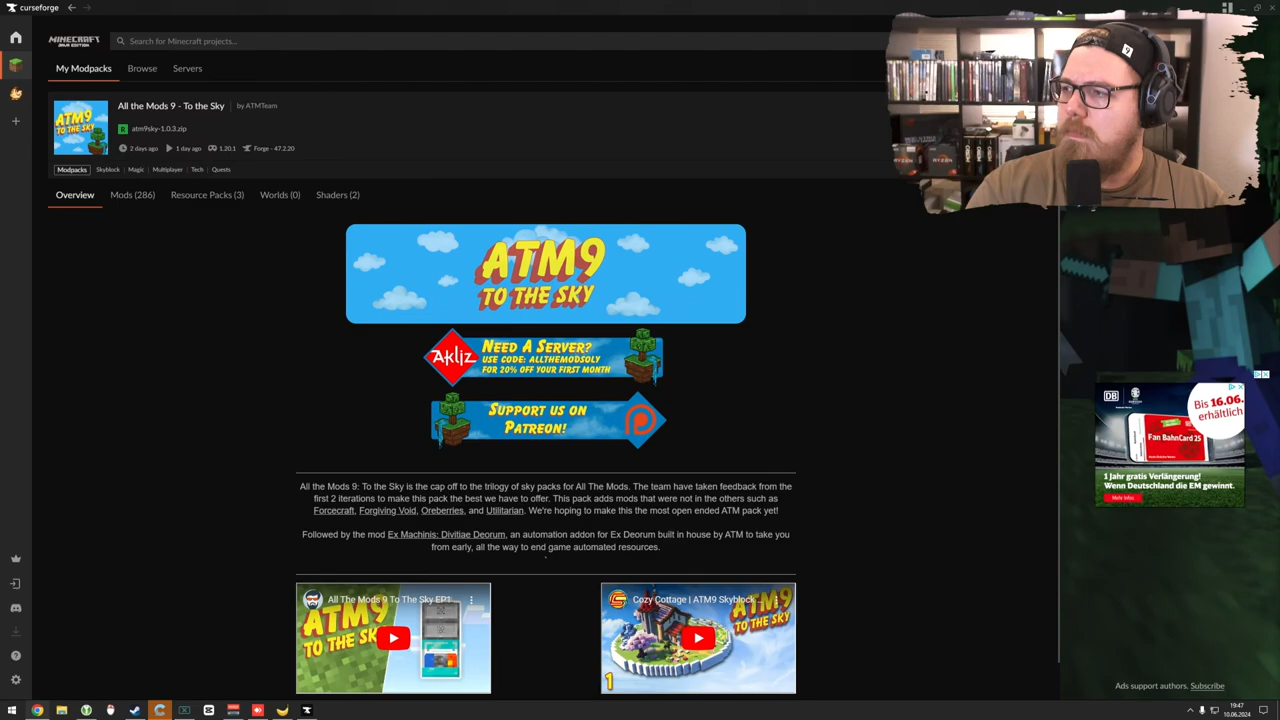 curseforge
MINECRAFT
JAVA EDITION
Search for Minecraft projects...
My Modpacks
Browse
Servers
ATM9
TO THE SKY
All the Mods 9 - To the Sky
by ATMTeam
R
atm9sky-1.0.3.zip
2 days ago
1 day ago
1.20.1
Forge - 47.2.20
Modpacks
Skyblock
Magic
Multiplayer
Tech
Quests
Overview
Mods (286)
Resource Packs (3)
Worlds (0)
Shaders (2)
ATM9
TO THE SKY
Akliz
NEED A SERVER?
USE CODE: ALLTHEMODSOLY
FOR 20% OFF YOUR FIRST MONTH
SUPPORT US ON
PATREON!
All the Mods 9: To the Sky is the cap off to the trilogy of sky packs for All The Mods. The team have taken feedback from the
first 2 iterations to make this pack the best we have to offer. This pack adds mods that were not in the others such as
Forcecraft, Forgiving Void, Oreberries, and Utilitarian. We're hoping to make this the most open ended ATM pack yet!
Followed by the mod Ex Machinis: Divitiae Deorum, an automation addon for Ex Deorum built in house by ATM to take you
from early, all the way to end game automated resources.
All The Mods 9 To The Sky EP1
ATM9
TO THE SKY
Cozy Cottage | ATM9 Skyblock
ATM9
TO THE SKY
1
RYZEN
RYZEN
DB
Bis 16.06.
erhältlich
Fan BahnCard 25
1 Jahr gratis Verlängerung!
Wenn Deutschland die EM gewinnt.
Mehr Infos
Ads support authors. Subscribe
19:47
10.06.2024